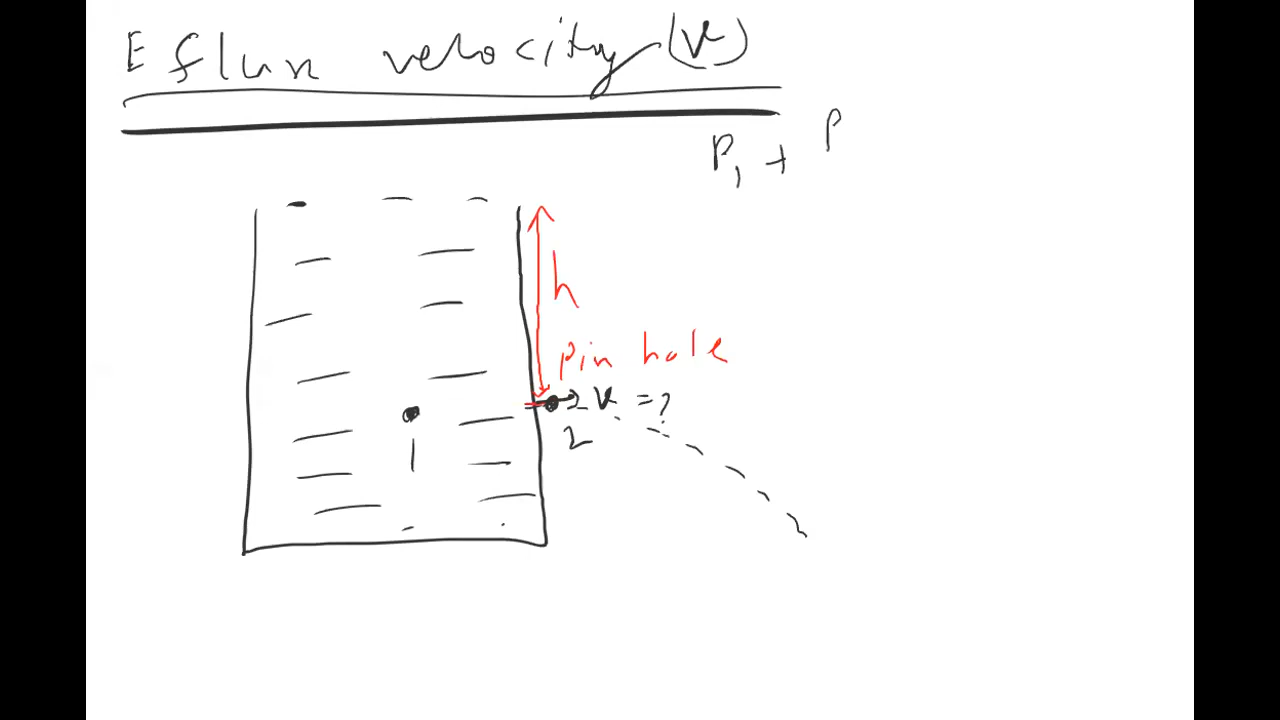 Efflux velocity (v)
P1 + P
h
pin hole
v = ?
2
1